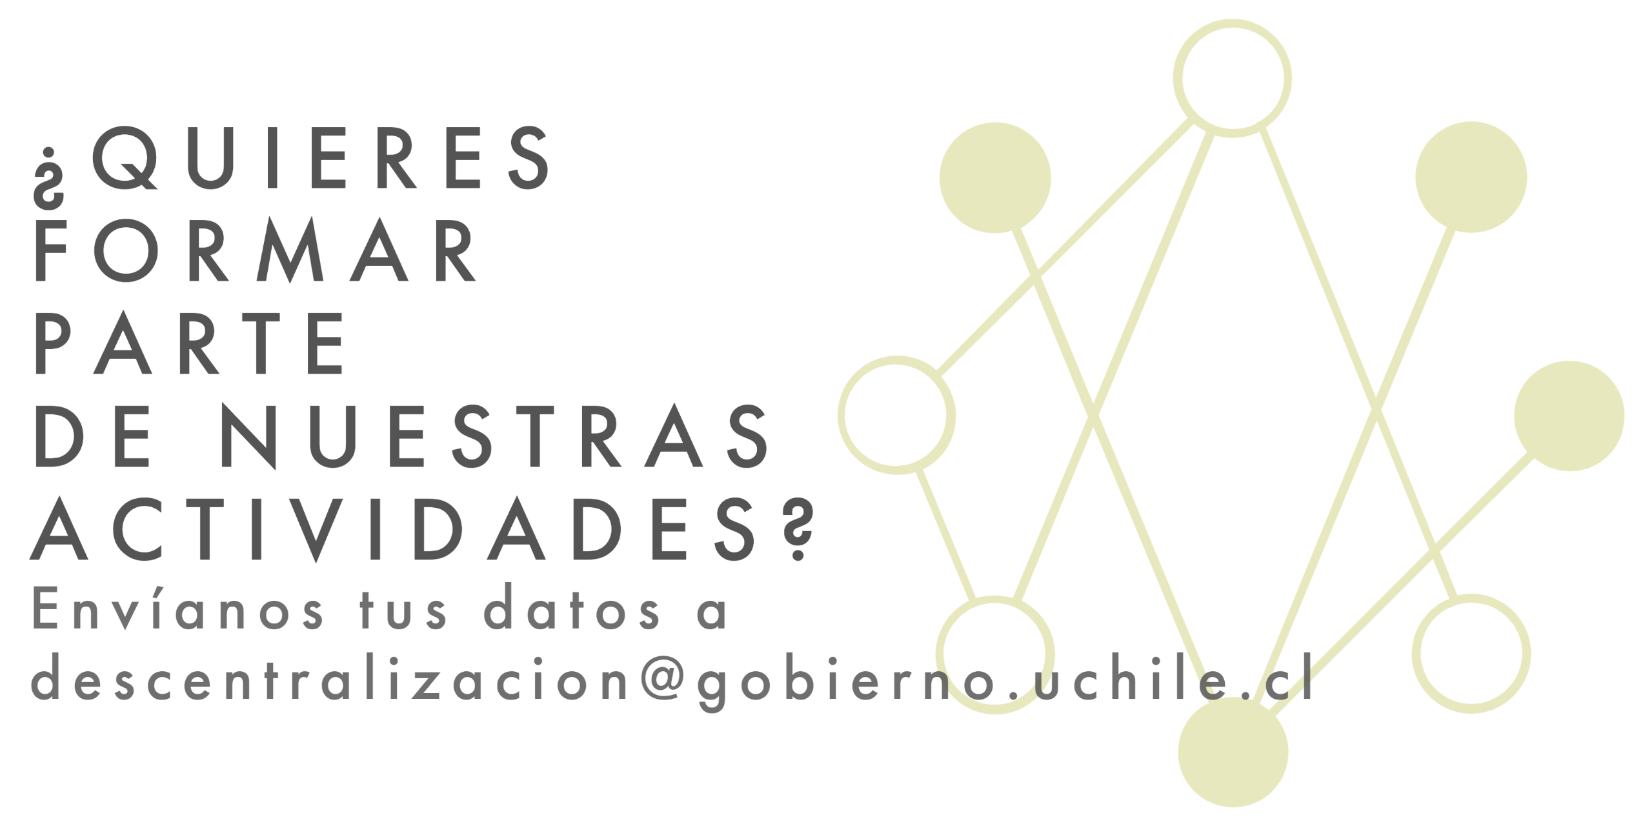 ¿QUIERES
FORMAR
PARTE
DE NUESTRAS
ACTIVIDADES?
Envíanos tus datos a
descentralizacion@gobierno.uchile.cl